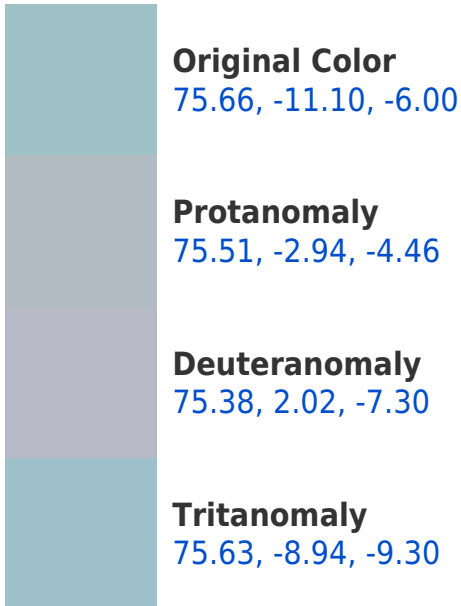 Original Color
75.66, -11.10, -6.00
Protanomaly
75.51, -2.94, -4.46
Deuteranomaly
75.38, 2.02, -7.30
Tritanomaly
75.63, -8.94, -9.30